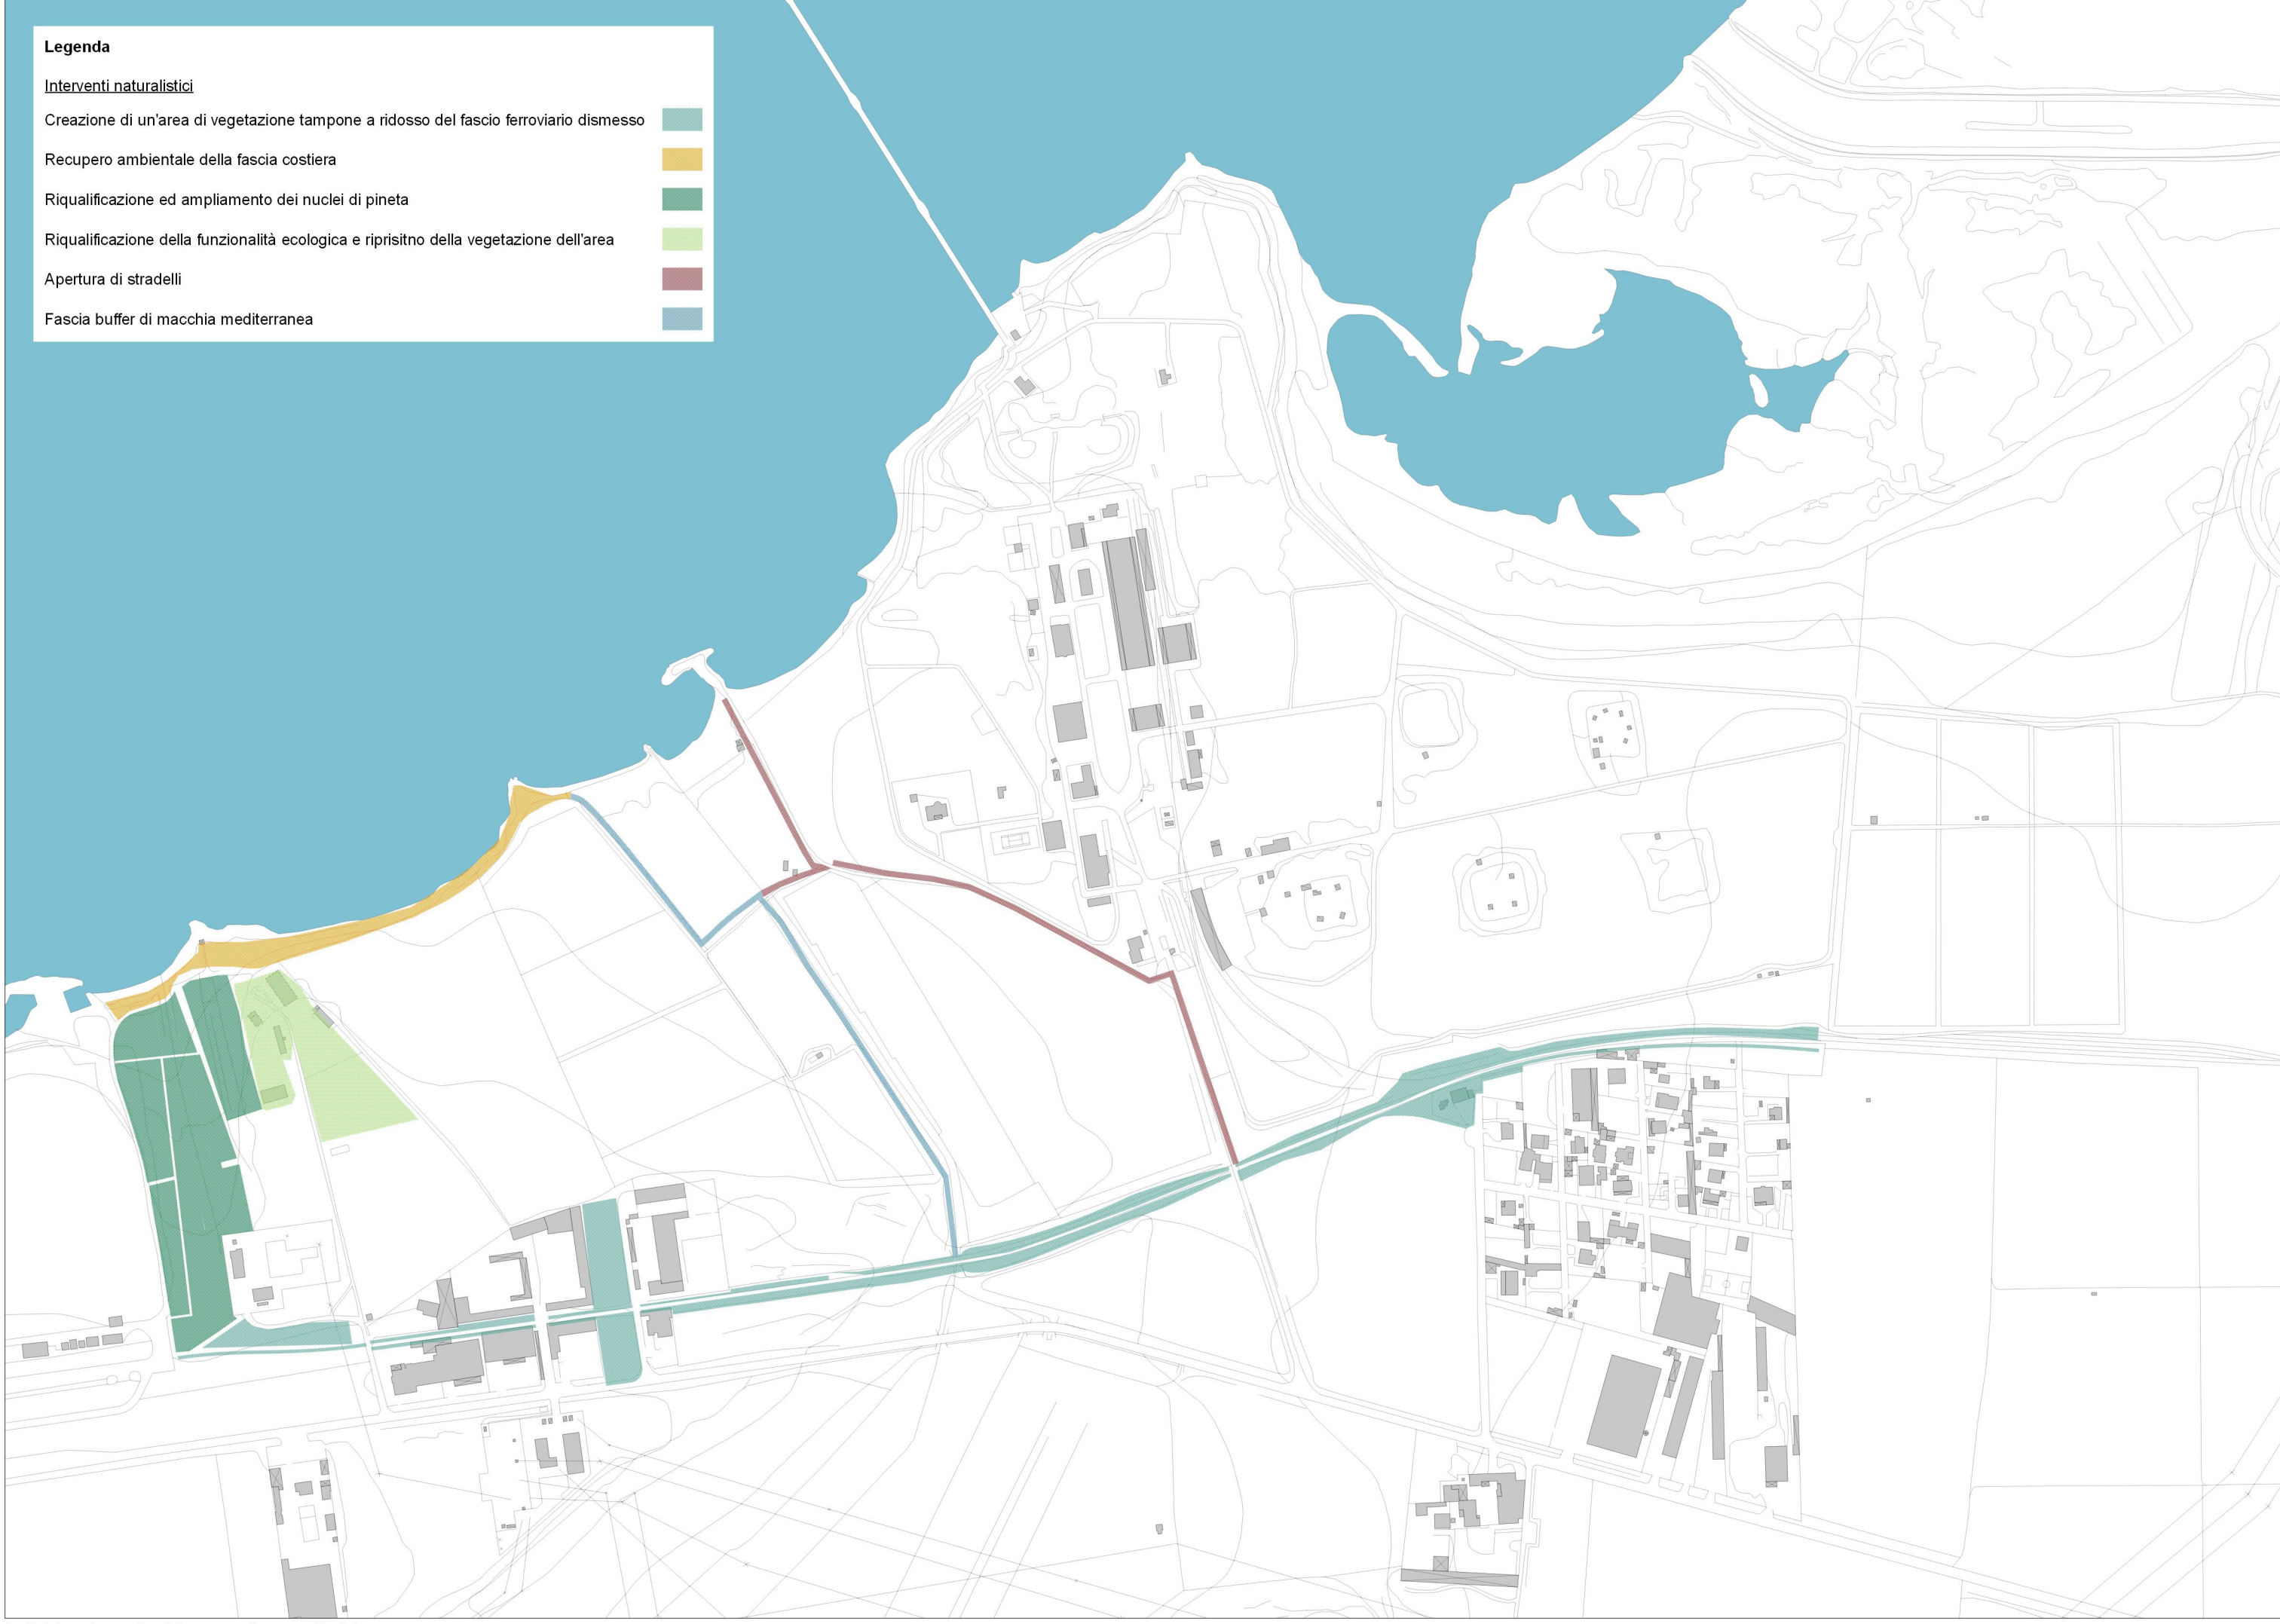 Legenda
Interventi naturalistici
Creazione di un'area di vegetazione tampone a ridosso del fascio ferroviario dismesso
Recupero ambientale della fascia costiera
Riqualificazione ed ampliamento dei nuclei di pineta
Riqualificazione della funzionalità ecologica e riprisitno della vegetazione dell'area
Apertura di stradelli
Fascia buffer di macchia mediterranea